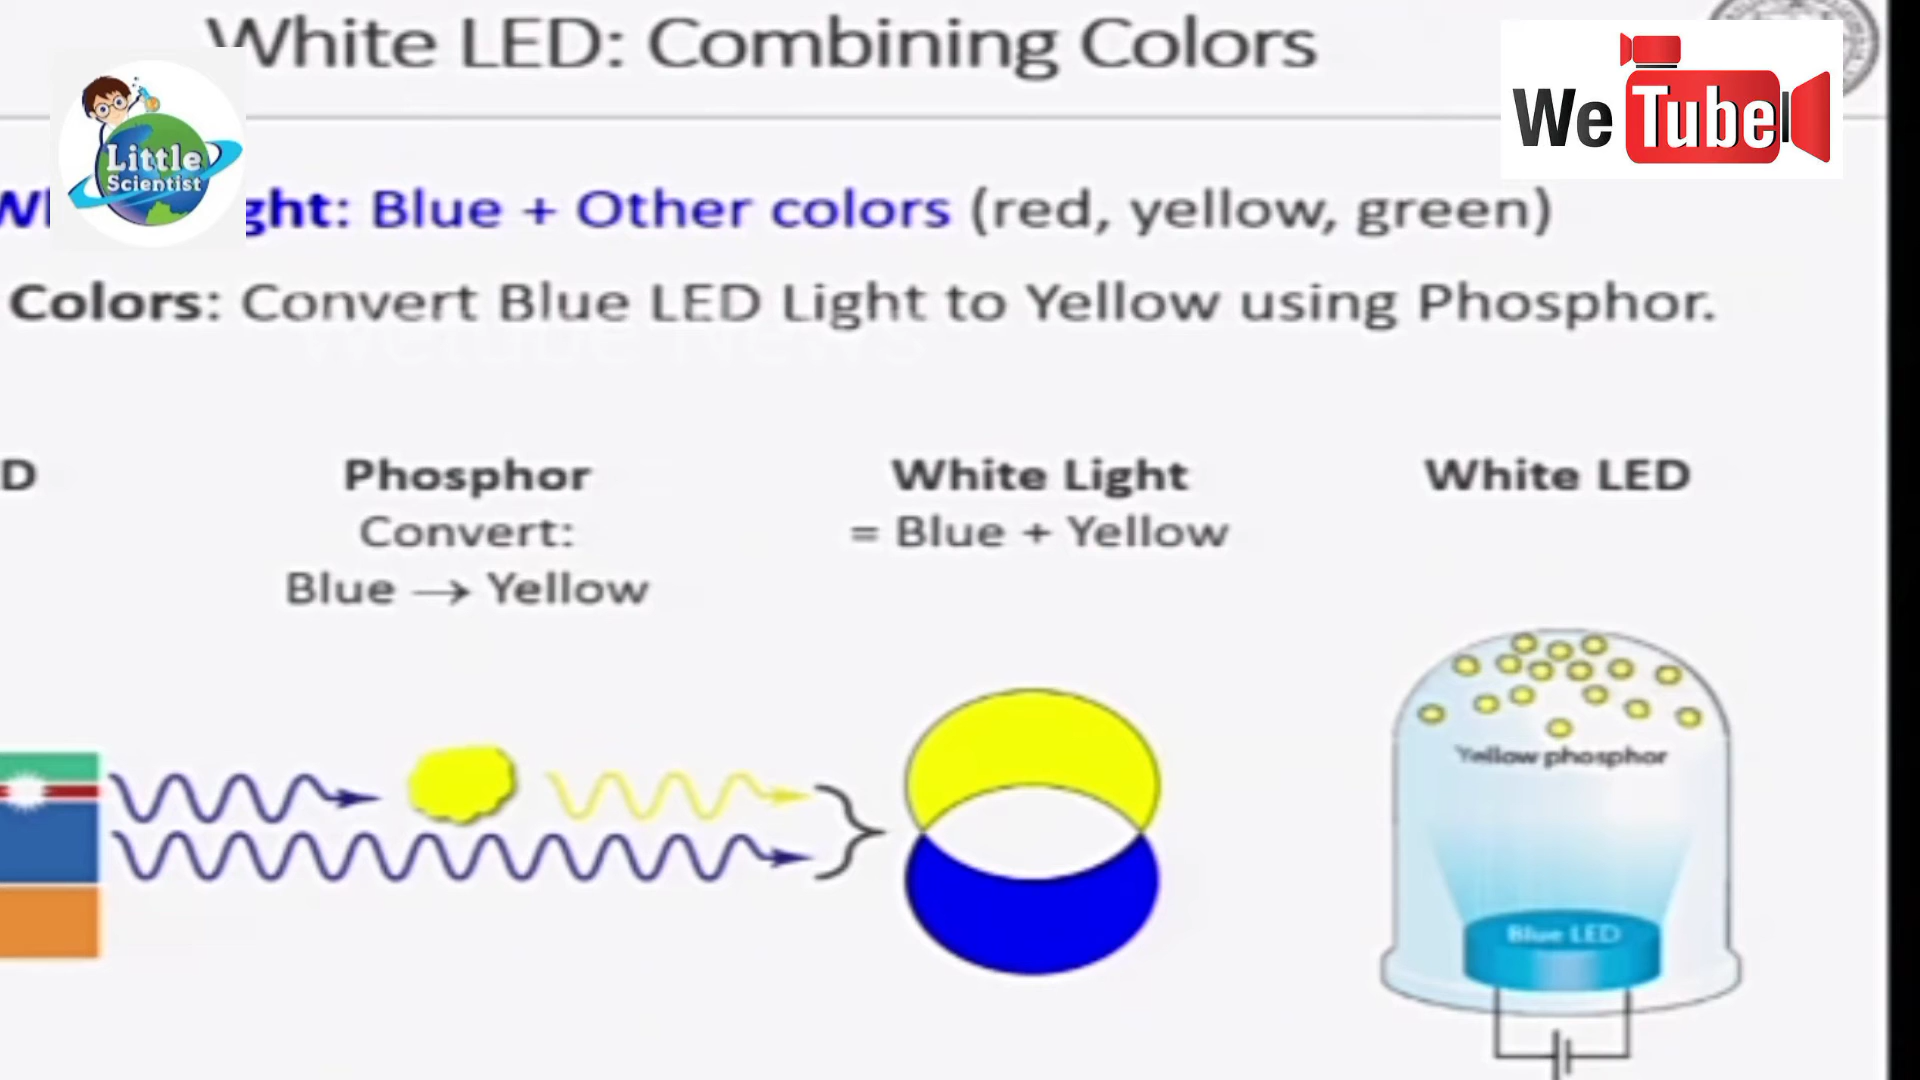 White LED: Combining Colors
Little
Scientist
We Tube
ght: Blue + Other colors (red, yellow, green)
Colors: Convert Blue LED Light to Yellow using Phosphor.
D
Phosphor
Convert:
Blue → Yellow
White Light
= Blue + Yellow
White LED
Yellow phosphor
Blue LED